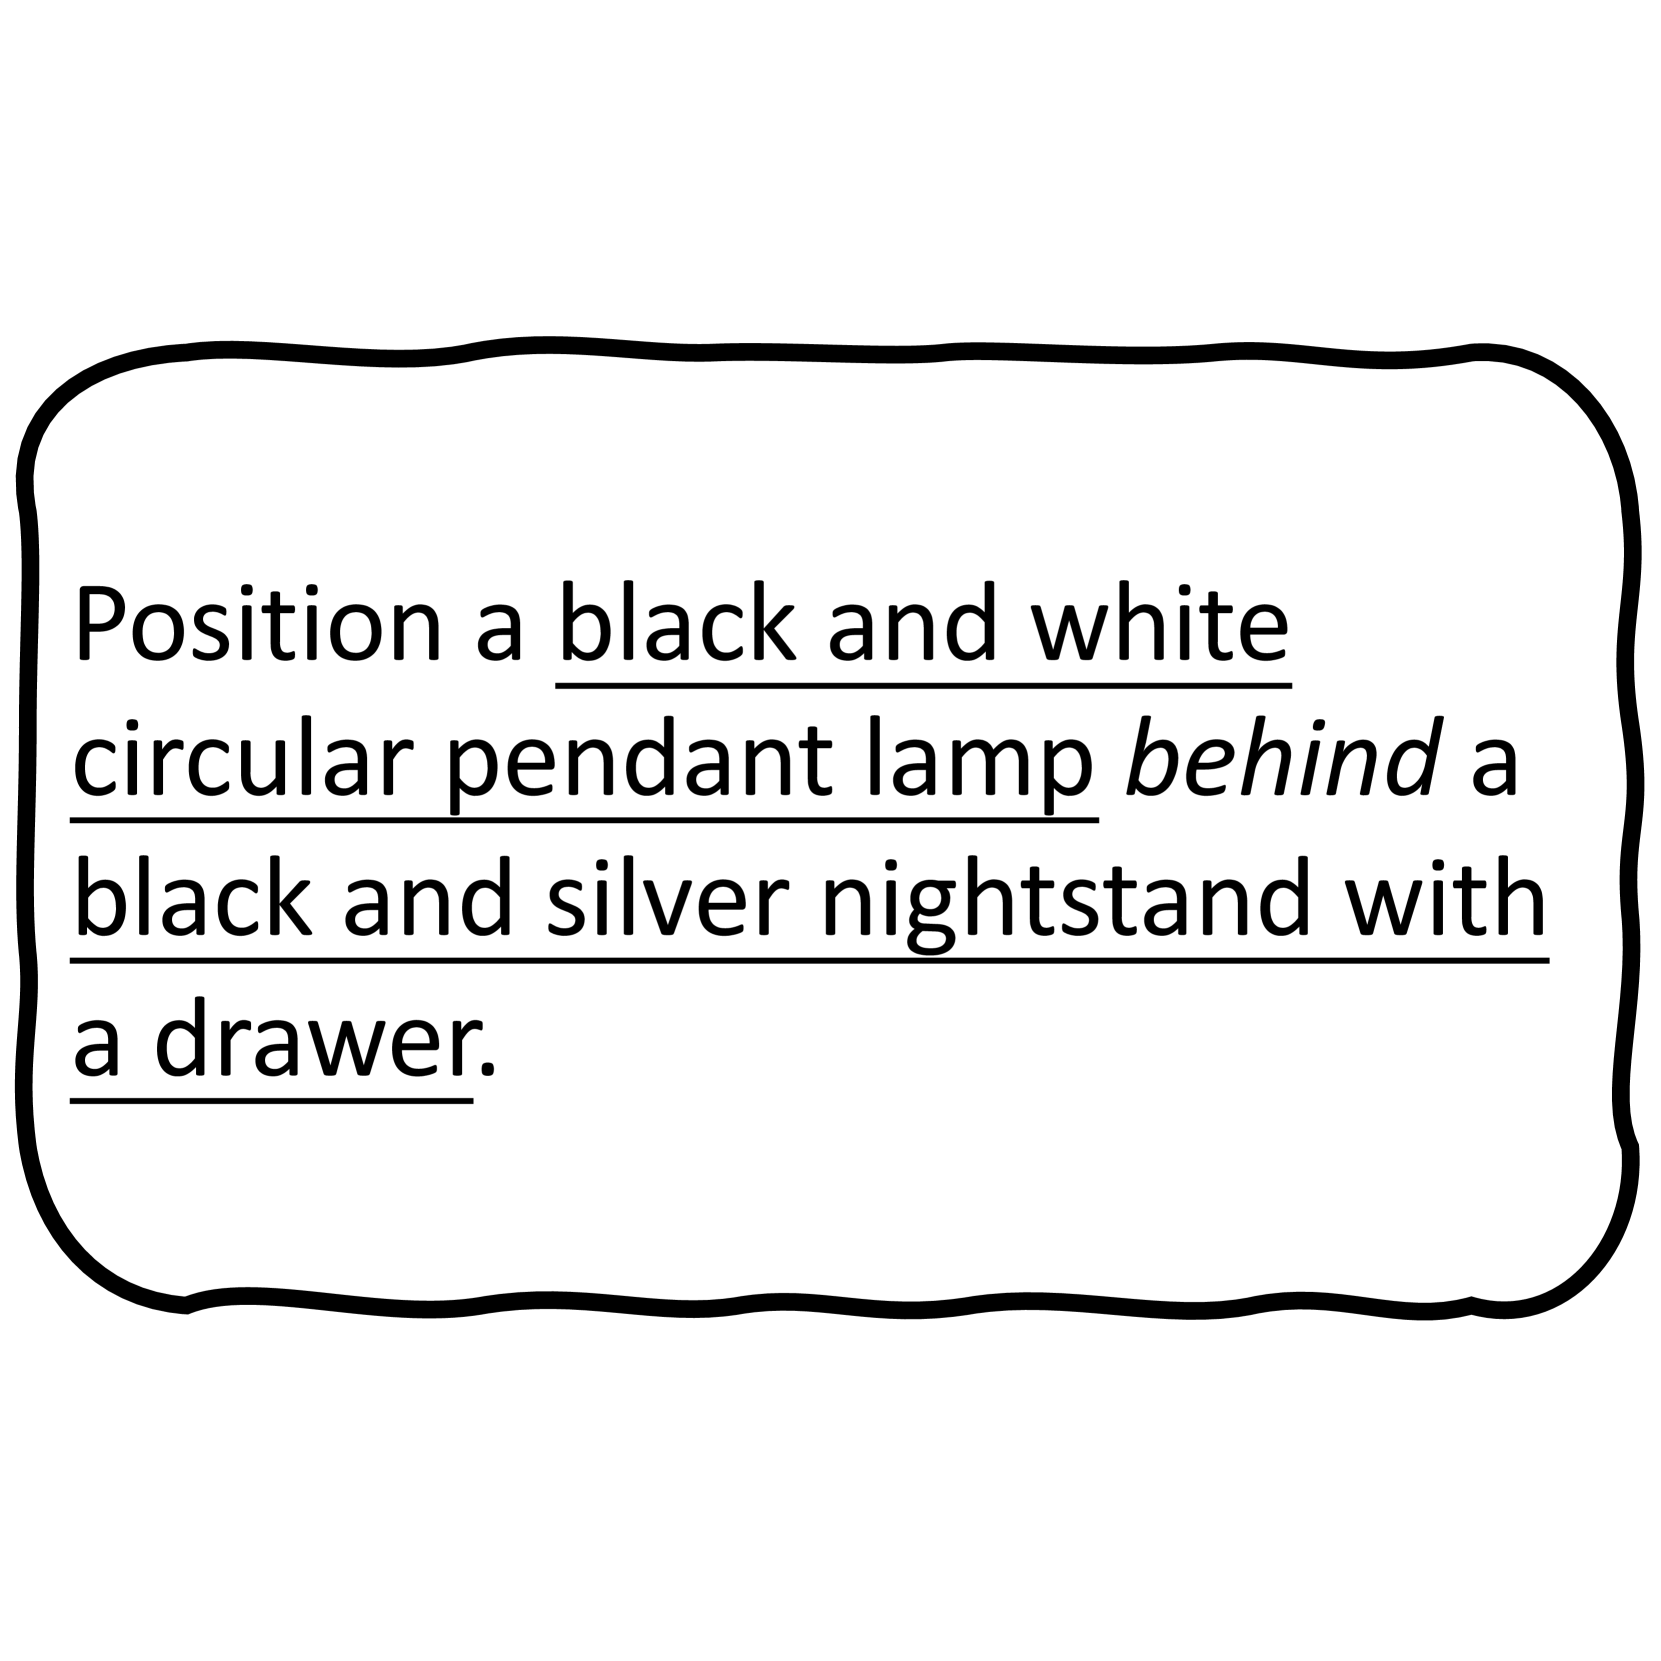 Position a black and white
circular pendant lamp behind a
black and silver nightstand with
a drawer.